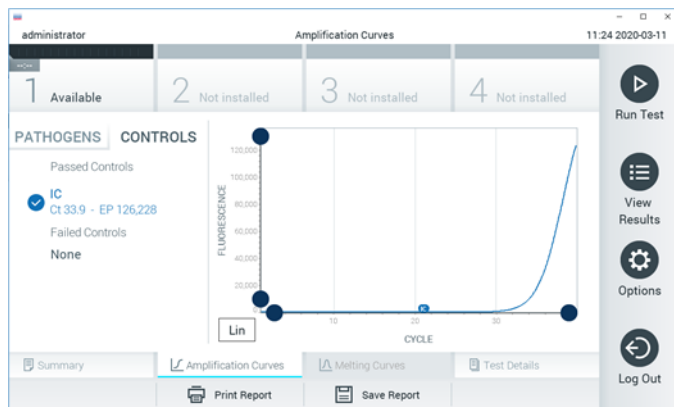 administrator
Amplification Curves
11:24 2020-03-11
--:--
1 Available
2 Not installed
3 Not installed
4 Not installed
Run Test
View
Results
Options
Log Out
PATHOGENS
CONTROLS
Passed Controls
IC
Ct 33.9 - EP 126,228
Failed Controls
None
FLUORESCENCE
120,000
100,000
80,000
60,000
40,000
20,000
0
IC
10
20
30
CYCLE
Lin
Summary
Amplification Curves
Melting Curves
Test Details
Print Report
Save Report